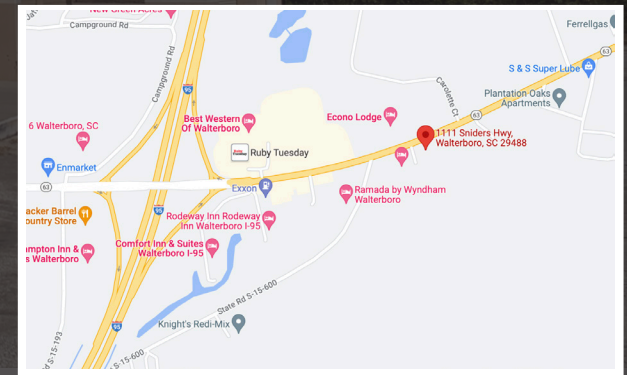 New Green Acres
Campground Rd
Campground Rd
Ferrellgas
63
S & S Super Lube
95
Carolette Ct
Plantation Oaks
Apartments
63
Best Western
Of Walterboro
Econo Lodge
6 Walterboro, SC
1111 Sniders Hwy,
Walterboro, SC 29488
Ruby Tuesday
Enmarket
63
Exxon
Ramada by Wyndham
Walterboro
acker Barrel
ountry Store
95
Rodeway Inn Rodeway
Inn Walterboro I-95
Comfort Inn & Suites
Walterboro I-95
ampton Inn &
s Walterboro
State Rd S-15-600
95
Knight's Redi-Mix
d S-15-193
S-15-600